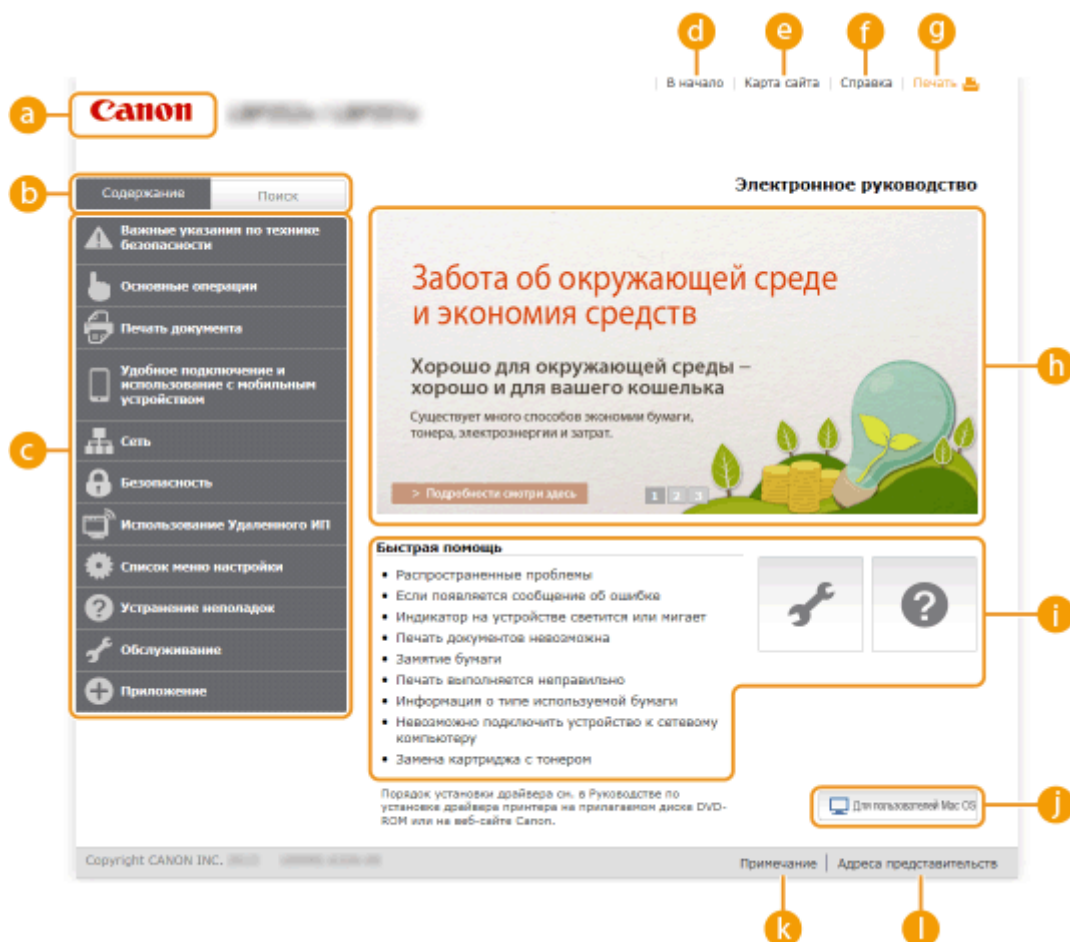 d e f g
В начало | Карта сайта | Справка | Печать
a Canon
b Содержание Поиск
Электронное руководство
c
Важные указания по технике
безопасности
Основные операции
Печать документа
Удобное подключение и
использование с мобильным
устройством
Сеть
Безопасность
Использование Удаленного ИП
Список меню настройки
Устранение неполадок
Обслуживание
Приложение
Забота об окружающей среде
и экономия средств
Хорошо для окружающей среды –
хорошо и для вашего кошелька
Существует много способов экономии бумаги,
тонера, электроэнергии и затрат.
> Подробности смотри здесь 1 2 3
h
Быстрая помощь
• Распространенные проблемы
• Если появляется сообщение об ошибке
• Индикатор на устройстве светится или мигает
• Печать документов невозможна
• Замятие бумаги
• Печать выполняется неправильно
• Информация о типе используемой бумаги
• Невозможно подключить устройство к сетевому
компьютеру
• Замена картриджа с тонером
i
Порядок установки драйвера см. в Руководстве по
установке драйвера принтера на прилагаемом диске DVD-
ROM или на веб-сайте Canon.
Для пользователей Mac OS j
Copyright CANON INC.
Примечание | Адреса представительств
k l